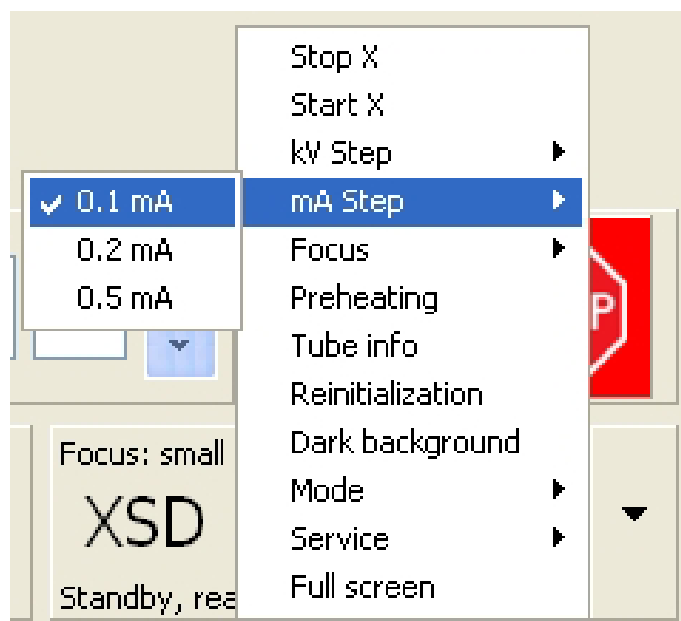 Stop X
Start X
kV Step
mA Step
0.1 mA
0.2 mA
0.5 mA
Focus
Preheating
Tube info
Reinitialization
Dark background
Mode
Service
Full screen
Focus: small
XSD
Standby,